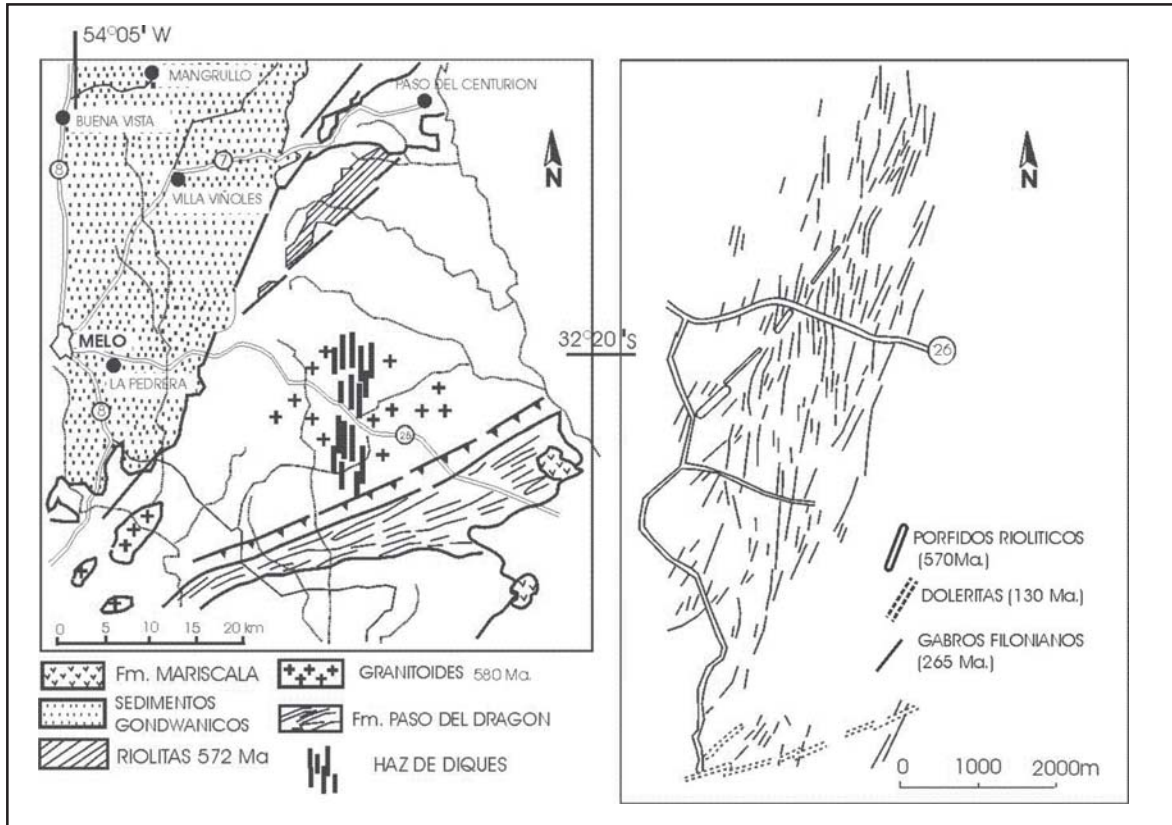 54°05' W
MANGRULLO
PASO DEL CENTURION
BUENA VISTA
N
7
8
VILLA VIÑOLES
MELO
32°20'S
LA PEDRERA
8
26
0 5 10 15 20 km
Fm. MARISCALA
GRANITOIDES 580 Ma.
SEDIMENTOS
GONDWANICOS
Fm. PASO DEL DRAGON
RIOLITAS 572 Ma
HAZ DE DIQUES
N
26
PORFIDOS RIOLITICOS
(570Ma.)
DOLERITAS (130 Ma.)
GABROS FILONIANOS
(265 Ma.)
0 1000 2000m